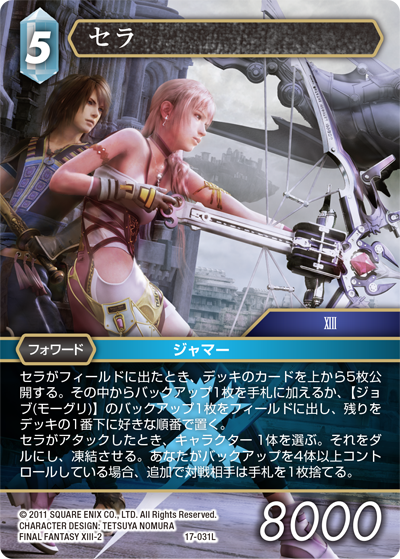 5
セラ
XIII
フォワード
ジャマー
セラがフィールドに出たとき、デッキのカードを上から5枚公
開する。その中からバックアップ1枚を手札に加えるか、【ジョ
ブ(モーグリ)】のバックアップ1枚をフィールドに出し、残りを
デッキの1番下に好きな順番で置く。
セラがアタックしたとき、キャラクター1体を選ぶ。それをダ
ルにし、凍結させる。あなたがバックアップを4体以上コント
ロールしている場合、追加で対戦相手は手札を1枚捨てる。
© 2011 SQUARE ENIX CO., LTD. All Rights Reserved.
CHARACTER DESIGN: TETSUYA NOMURA
FINAL FANTASY XIII-2
17-031L
8000